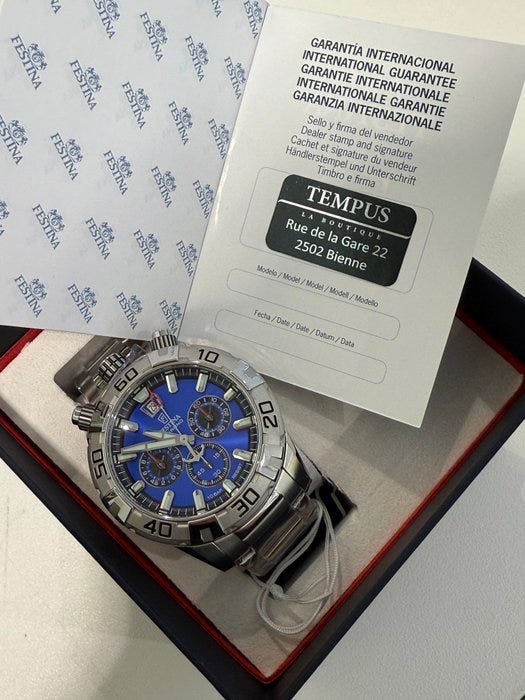 FESTINA
GARANTÍA INTERNACIONAL
INTERNATIONAL GUARANTEE
GARANTIE INTERNATIONALE
INTERNATIONALE GARANTIE
GARANZIA INTERNAZIONALE
Sello y firma del vendedor
Dealer stamp and signature
Cachet et signature du vendeur
Händlerstempel und Unterschrift
Timbro e firma
TEMPUS
LA BOUTIQUE
Rue de la Gare 22
2502 Bienne
Modelo / Model / Model / Modell / Modello
Fecha / Date / Date / Datum / Data
60
10
20
30
40
50
FESTINA